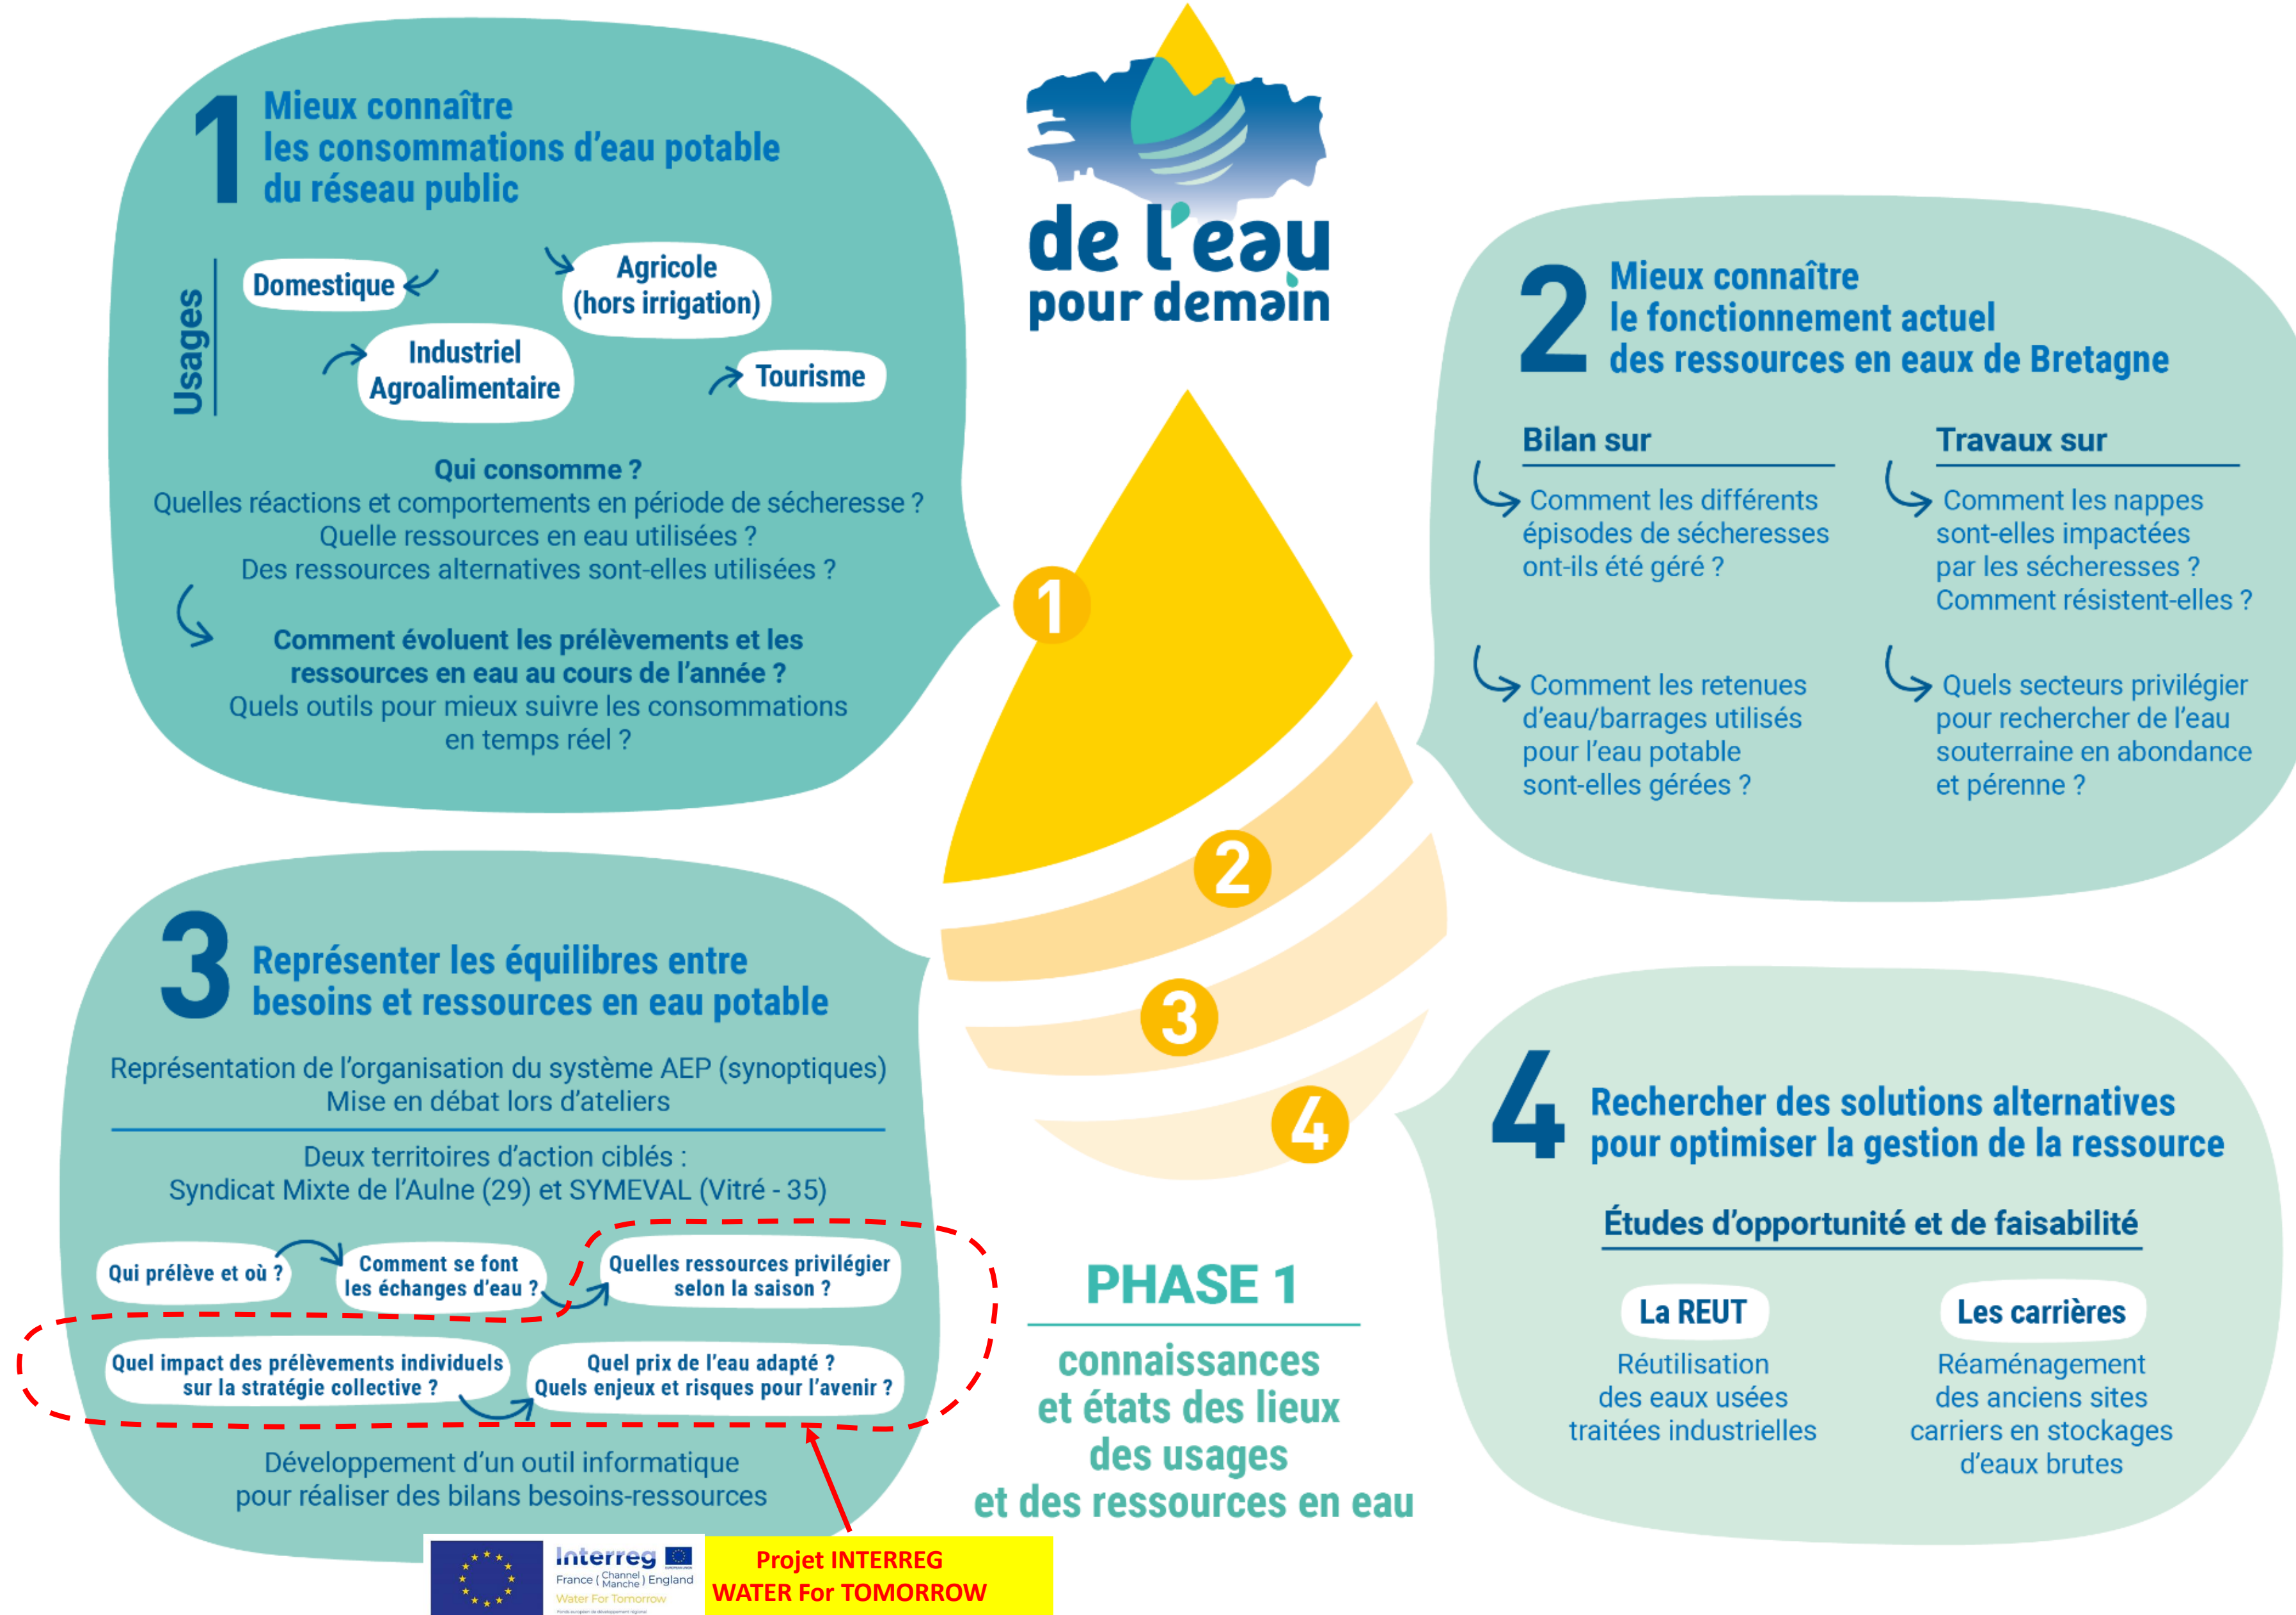 de l'eau
pour demain
1
Mieux connaître
les consommations d'eau potable
du réseau public
Usages
Domestique
Agricole
(hors irrigation)
Industriel
Agroalimentaire
Tourisme
Qui consomme ?
Quelles réactions et comportements en période de sécheresse ?
Quelle ressources en eau utilisées ?
Des ressources alternatives sont-elles utilisées ?
Comment évoluent les prélèvements et les
ressources en eau au cours de l'année ?
Quels outils pour mieux suivre les consommations
en temps réel ?
2
Mieux connaître
le fonctionnement actuel
des ressources en eaux de Bretagne
Bilan sur
Comment les différents
épisodes de sécheresses
ont-ils été géré ?
Comment les retenues
d'eau/barrages utilisés
pour l'eau potable
sont-elles gérées ?
Travaux sur
Comment les nappes
sont-elles impactées
par les sécheresses ?
Comment résistent-elles ?
Quels secteurs privilégier
pour rechercher de l'eau
souterraine en abondance
et pérenne ?
1
2
3
4
3
Représenter les équilibres entre
besoins et ressources en eau potable
Représentation de l'organisation du système AEP (synoptiques)
Mise en débat lors d'ateliers
Deux territoires d'action ciblés :
Syndicat Mixte de l'Aulne (29) et SYMEVAL (Vitré - 35)
Qui prélève et où ?
Comment se font
les échanges d'eau ?
Quelles ressources privilégier
selon la saison ?
Quel impact des prélèvements individuels
sur la stratégie collective ?
Quel prix de l'eau adapté ?
Quels enjeux et risques pour l'avenir ?
Développement d'un outil informatique
pour réaliser des bilans besoins-ressources
PHASE 1
connaissances
et états des lieux
des usages
et des ressources en eau
4
Rechercher des solutions alternatives
pour optimiser la gestion de la ressource
Études d'opportunité et de faisabilité
La REUT
Réutilisation
des eaux usées
traitées industrielles
Les carrières
Réaménagement
des anciens sites
carriers en stockages
d'eaux brutes
Interreg
France ( Channel Manche ) England
Water For Tomorrow
Fonds européen de développement régional
Projet INTERREG
WATER For TOMORROW